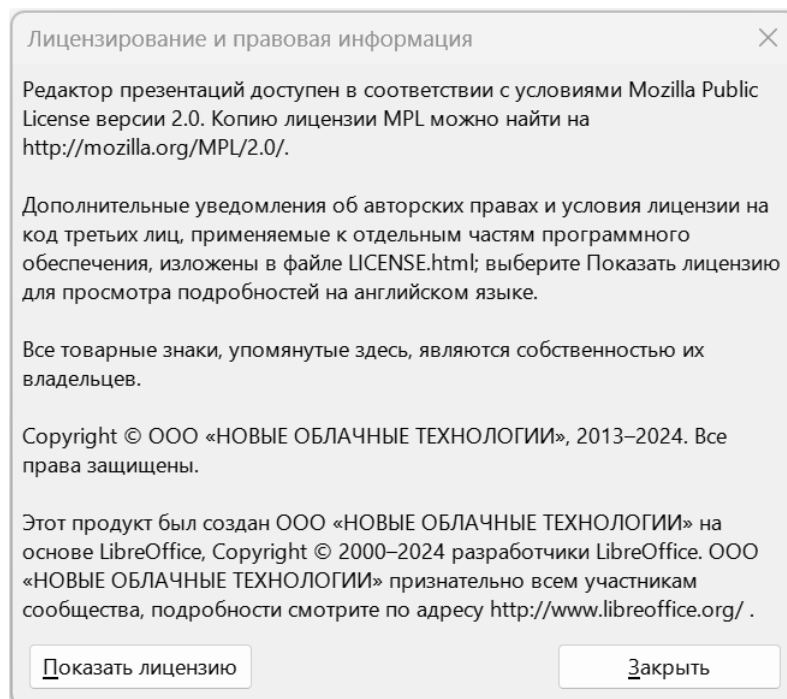 Лицензирование и правовая информация
Редактор презентаций доступен в соответствии с условиями Mozilla Public
License версии 2.0. Копию лицензии MPL можно найти на
http://mozilla.org/MPL/2.0/.
Дополнительные уведомления об авторских правах и условия лицензии на
код третьих лиц, применяемые к отдельным частям программного
обеспечения, изложены в файле LICENSE.html; выберите Показать лицензию
для просмотра подробностей на английском языке.
Все товарные знаки, упомянутые здесь, являются собственностью их
владельцев.
Copyright © ООО «НОВЫЕ ОБЛАЧНЫЕ ТЕХНОЛОГИИ», 2013–2024. Все
права защищены.
Этот продукт был создан ООО «НОВЫЕ ОБЛАЧНЫЕ ТЕХНОЛОГИИ» на
основе LibreOffice, Copyright © 2000–2024 разработчики LibreOffice. ООО
«НОВЫЕ ОБЛАЧНЫЕ ТЕХНОЛОГИИ» признательно всем участникам
сообщества, подробности смотрите по адресу http://www.libreoffice.org/ .
Показать лицензию
Закрыть